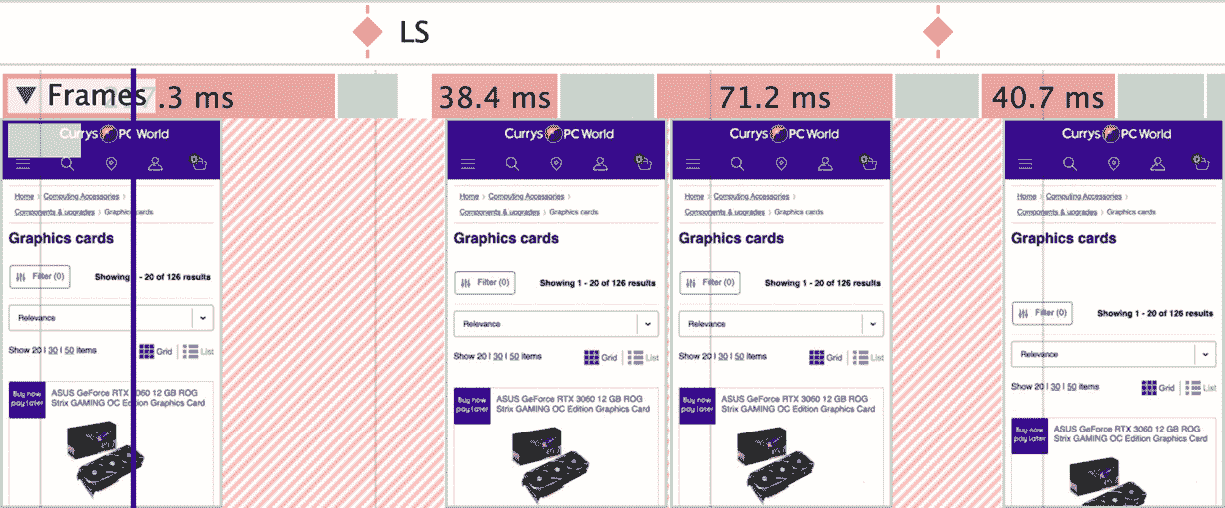 LS
Frames .3 ms
38.4 ms
71.2 ms
40.7 ms
Currys PC World
Home › Computing Accessories ›
Components & upgrades › Graphics cards
Graphics cards
Filter (0)
Showing 1 - 20 of 126 results
Relevance
Show 20 | 30 | 50 items
Grid
List
Buy now
pay later
ASUS GeForce RTX 3060 12 GB ROG
Strix GAMING OC Edition Graphics Card
Currys PC World
Home › Computing Accessories ›
Components & upgrades › Graphics cards
Graphics cards
Filter (0)
Showing 1 - 20 of 126 results
Relevance
Show 20 | 30 | 50 items
Grid
List
Buy now
pay later
ASUS GeForce RTX 3060 12 GB ROG
Strix GAMING OC Edition Graphics Card
Currys PC World
Home › Computing Accessories ›
Components & upgrades › Graphics cards
Graphics cards
Filter (0)
Showing 1 - 20 of 126 results
Relevance
Show 20 | 30 | 50 items
Grid
List
Buy now
pay later
ASUS GeForce RTX 3060 12 GB ROG
Strix GAMING OC Edition Graphics Card
Currys PC World
Home › Computing Accessories ›
Components & upgrades › Graphics cards
Graphics cards
Filter (0)
Showing 1 - 20 of 126 results
Relevance
Show 20 | 30 | 50 items
Grid
List
Buy now
pay later
ASUS GeForce RTX 3060 12 GB ROG
Strix GAMING OC Edition Graphics Card